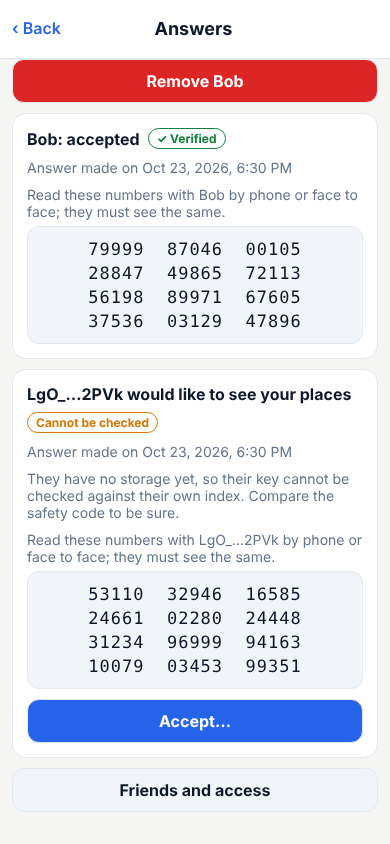 ‹ Back
Answers
Remove Bob
Bob: accepted ✓ Verified
Answer made on Oct 23, 2026, 6:30 PM
Read these numbers with Bob by phone or face to
face; they must see the same.
79999 87046 00105
28847 49865 72113
56198 89971 67605
37536 03129 47896
LgO_…2PVk would like to see your places
Cannot be checked
Answer made on Oct 23, 2026, 6:30 PM
They have no storage yet, so their key cannot be
checked against their own index. Compare the
safety code to be sure.
Read these numbers with LgO_…2PVk by phone or
face to face; they must see the same.
53110 32946 16585
24661 02280 24448
31234 96999 94163
10079 03453 99351
Accept…
Friends and access